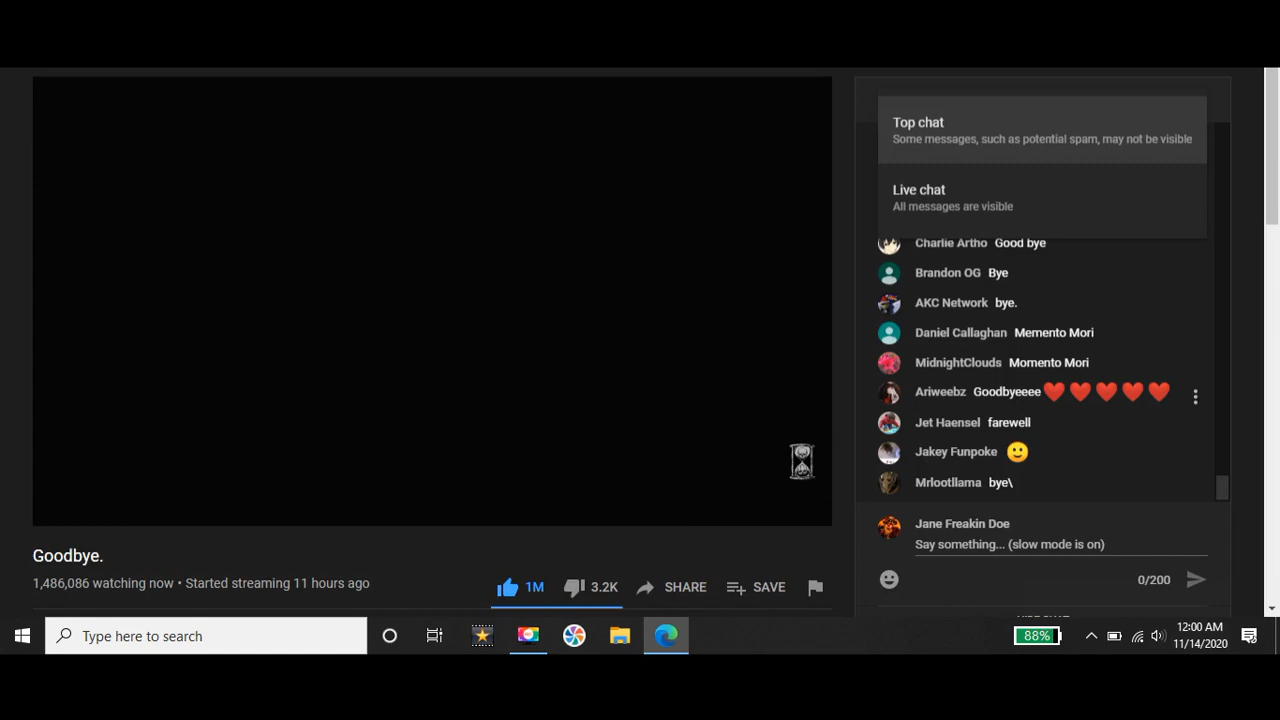 Top chat
Some messages, such as potential spam, may not be visible
Live chat
All messages are visible
Charlie Artho Good bye
Brandon OG Bye
AKC Network bye.
Daniel Callaghan Memento Mori
MidnightClouds Momento Mori
Ariweebz Goodbyeeee❤️❤️❤️❤️❤️
Jet Haensel farewell
Jakey Funpoke 🙂
Mrlootllama bye\
Jane Freakin Doe
Say something... (slow mode is on)
0/200
Goodbye.
1,486,086 watching now • Started streaming 11 hours ago
1M 3.2K SHARE SAVE
Type here to search
88%
12:00 AM
11/14/2020